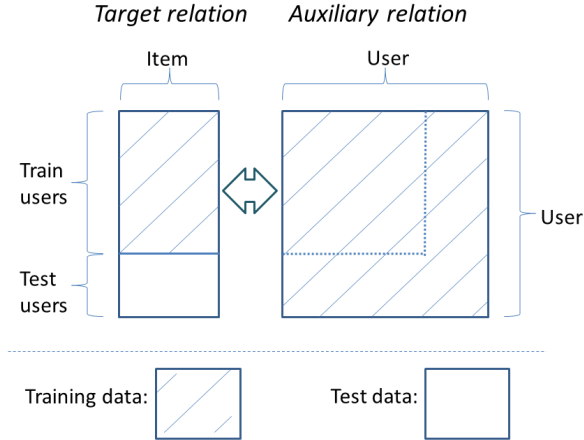 Target relation
Auxiliary relation
Item
User
Train
users
Test
users
User
Training data:
Test data: